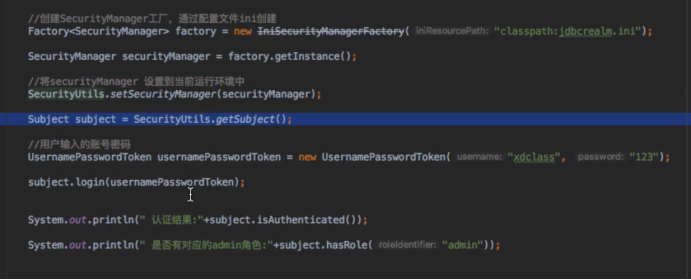 //创建SecurityManager工厂，通过配置文件ini创建
Factory<SecurityManager> factory = new IniSecurityManagerFactory( iniResourcePath: "classpath:jdbcrealm.ini");
SecurityManager securityManager = factory.getInstance();
//将securityManager 设置到当前运行环境中
SecurityUtils.setSecurityManager(securityManager);
Subject subject = SecurityUtils.getSubject();
//用户输入的账号密码
UsernamePasswordToken usernamePasswordToken = new UsernamePasswordToken( username: "xdclass", password: "123");
subject.login(usernamePasswordToken);
System.out.println(" 认证结果:"+subject.isAuthenticated());
System.out.println(" 是否有对应的admin角色:"+subject.hasRole( roleIdentifier: "admin"));